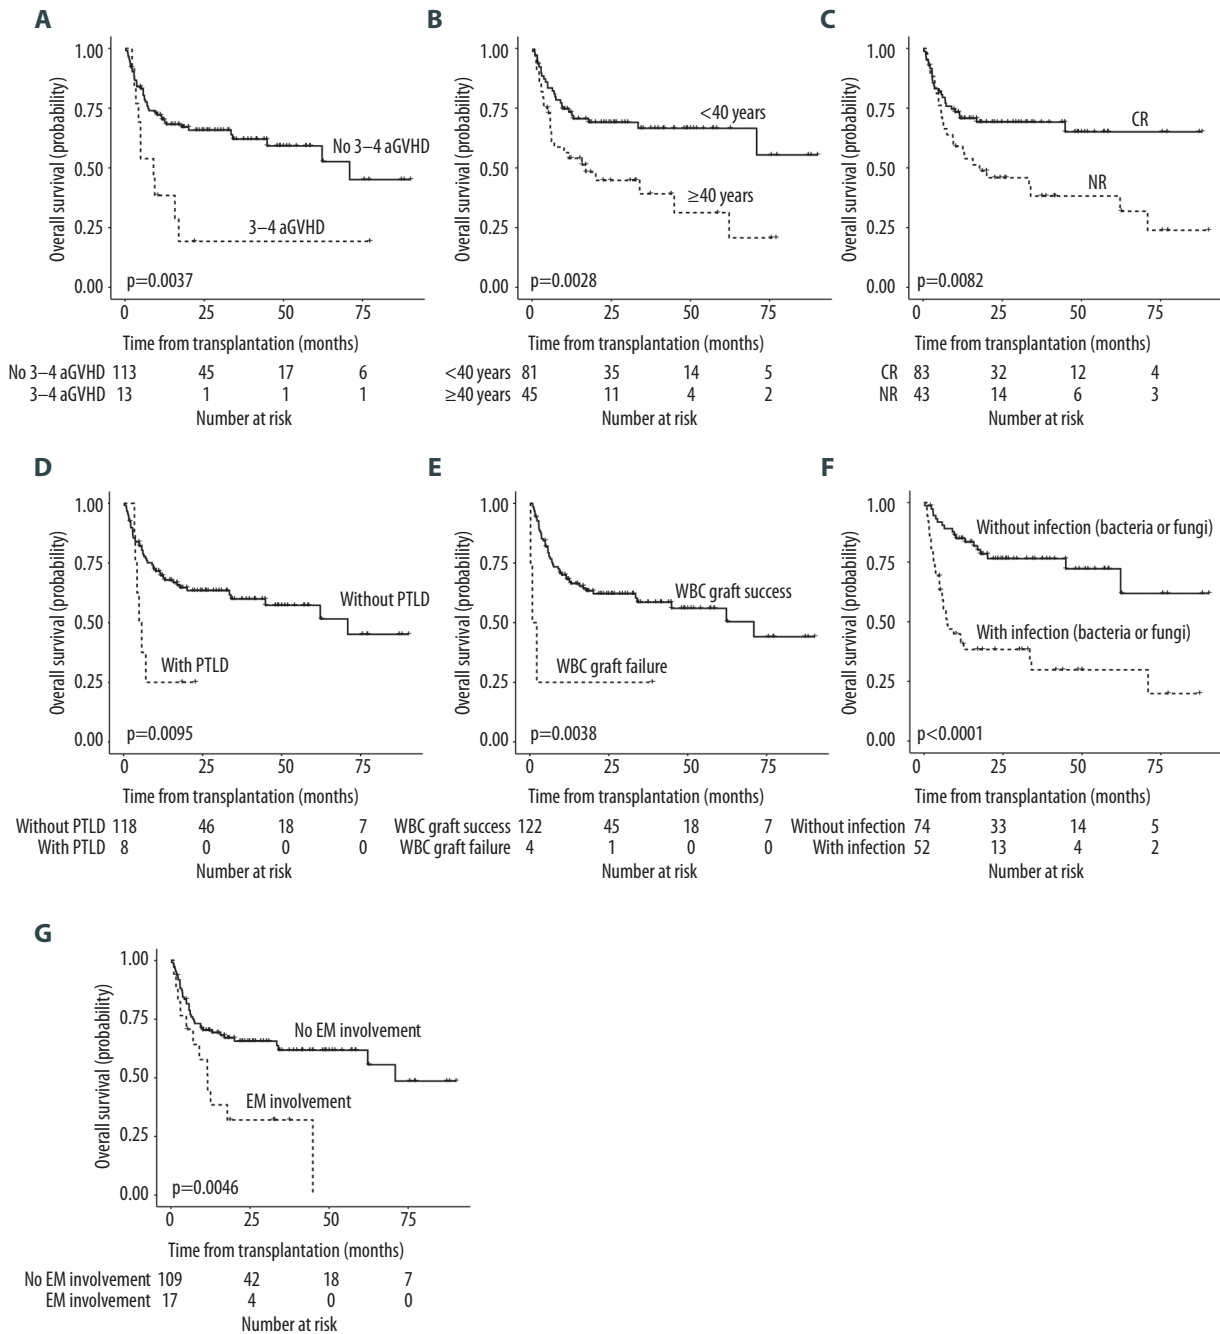 A
Overall survival (probability)
1.00
0.75
0.50
0.25
0.00
No 3–4 aGVHD
3–4 aGVHD
p=0.0037
0 25 50 75
Time from transplantation (months)
No 3–4 aGVHD 113 45 17 6
3–4 aGVHD 13 1 1 1
Number at risk
B
Overall survival (probability)
1.00
0.75
0.50
0.25
0.00
<40 years
≥40 years
p=0.0028
0 25 50 75
Time from transplantation (months)
<40 years 81 35 14 5
≥40 years 45 11 4 2
Number at risk
C
Overall survival (probability)
1.00
0.75
0.50
0.25
0.00
CR
NR
p=0.0082
0 25 50 75
Time from transplantation (months)
CR 83 32 12 4
NR 43 14 6 3
Number at risk
D
Overall survival (probability)
1.00
0.75
0.50
0.25
0.00
Without PTLD
With PTLD
p=0.0095
0 25 50 75
Time from transplantation (months)
Without PTLD 118 46 18 7
With PTLD 8 0 0 0
Number at risk
E
Overall survival (probability)
1.00
0.75
0.50
0.25
0.00
WBC graft success
WBC graft failure
p=0.0038
0 25 50 75
Time from transplantation (months)
WBC graft success 122 45 18 7
WBC graft failure 4 1 0 0
Number at risk
F
Overall survival (probability)
1.00
0.75
0.50
0.25
0.00
Without infection (bacteria or fungi)
With infection (bacteria or fungi)
p<0.0001
0 25 50 75
Time from transplantation (months)
Without infection 74 33 14 5
With infection 52 13 4 2
Number at risk
G
Overall survival (probability)
1.00
0.75
0.50
0.25
0.00
No EM involvement
EM involvement
p=0.0046
0 25 50 75
Time from transplantation (months)
No EM involvement 109 42 18 7
EM involvement 17 4 0 0
Number at risk